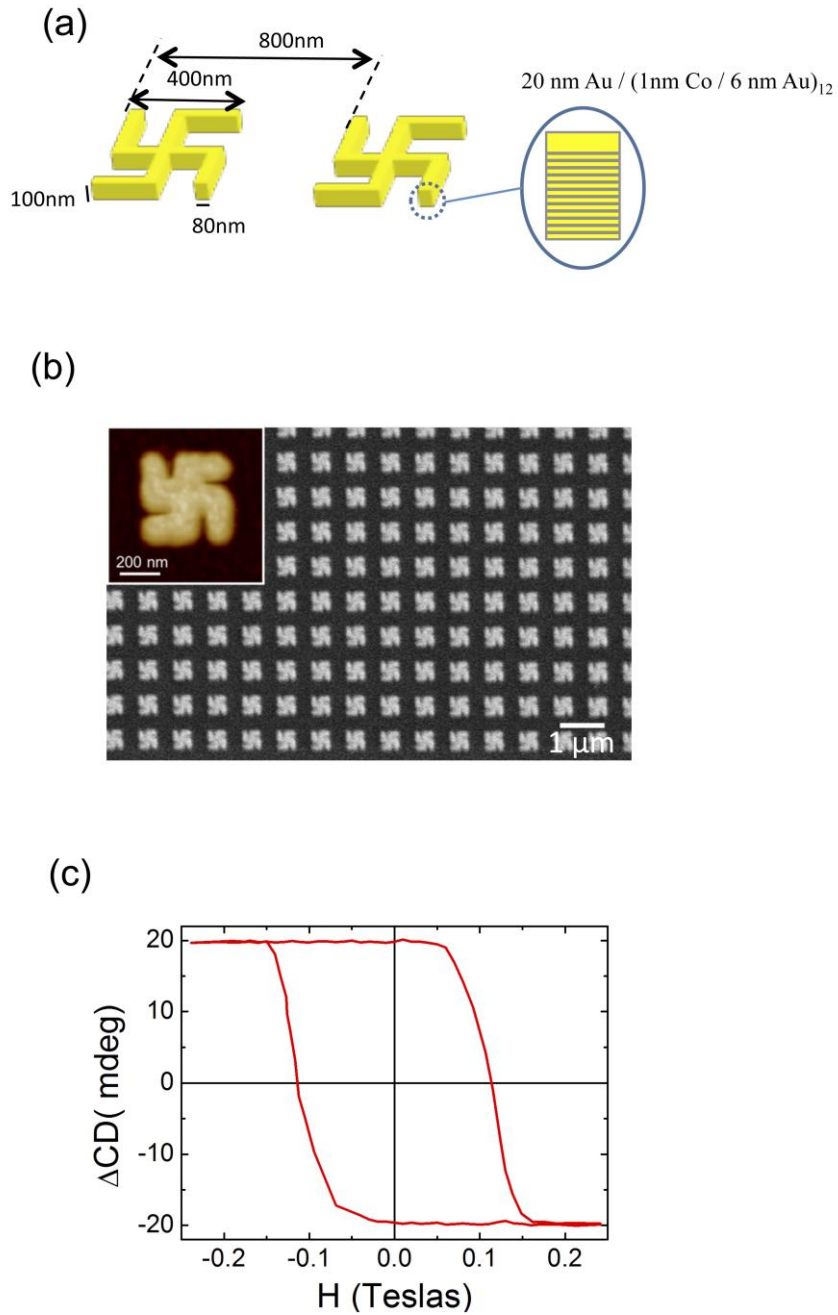 (a)
800nm
400nm
20 nm Au / (1nm Co / 6 nm Au)₁₂
100nm
80nm
(b)
200 nm
1 μm
(c)
20
10
0
-10
-20
ΔCD( mdeg)
-0.2 -0.1 0.0 0.1 0.2
H (Teslas)